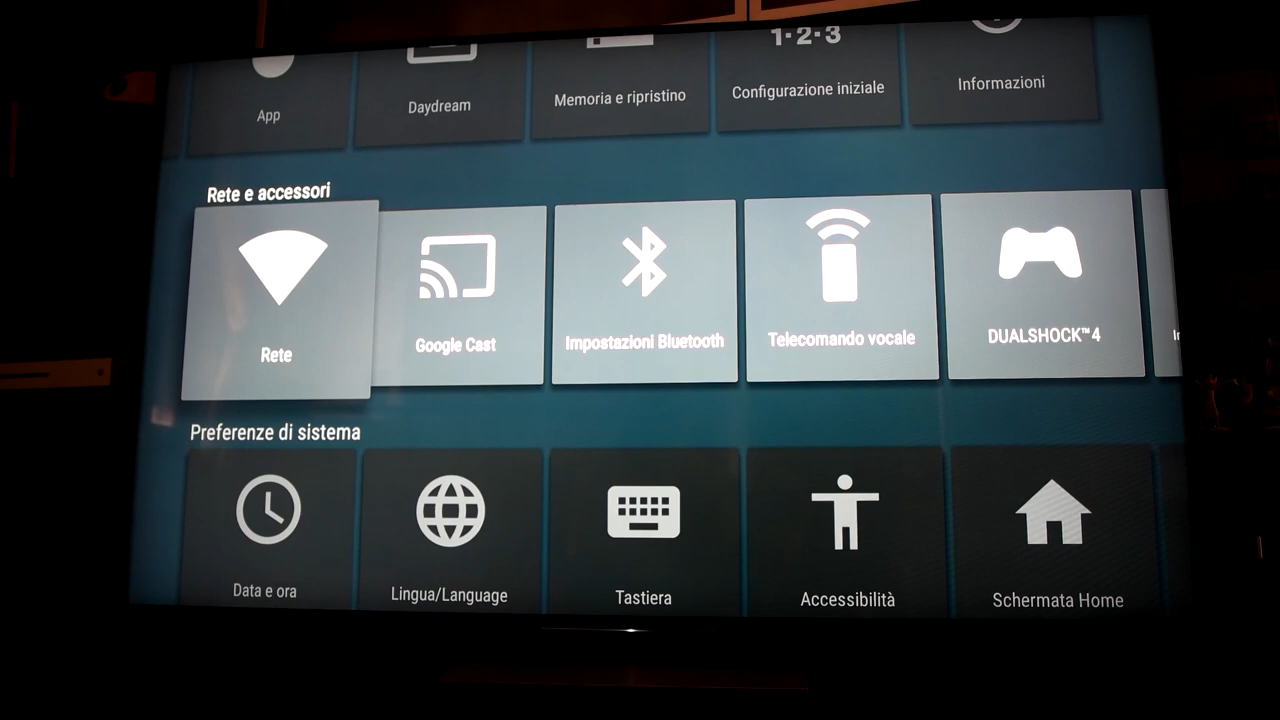 1·2·3
App
Daydream
Memoria e ripristino
Configurazione iniziale
Informazioni
Rete e accessori
Rete
Google Cast
Impostazioni Bluetooth
Telecomando vocale
DUALSHOCK™4
Preferenze di sistema
Data e ora
Lingua/Language
Tastiera
Accessibilità
Schermata Home